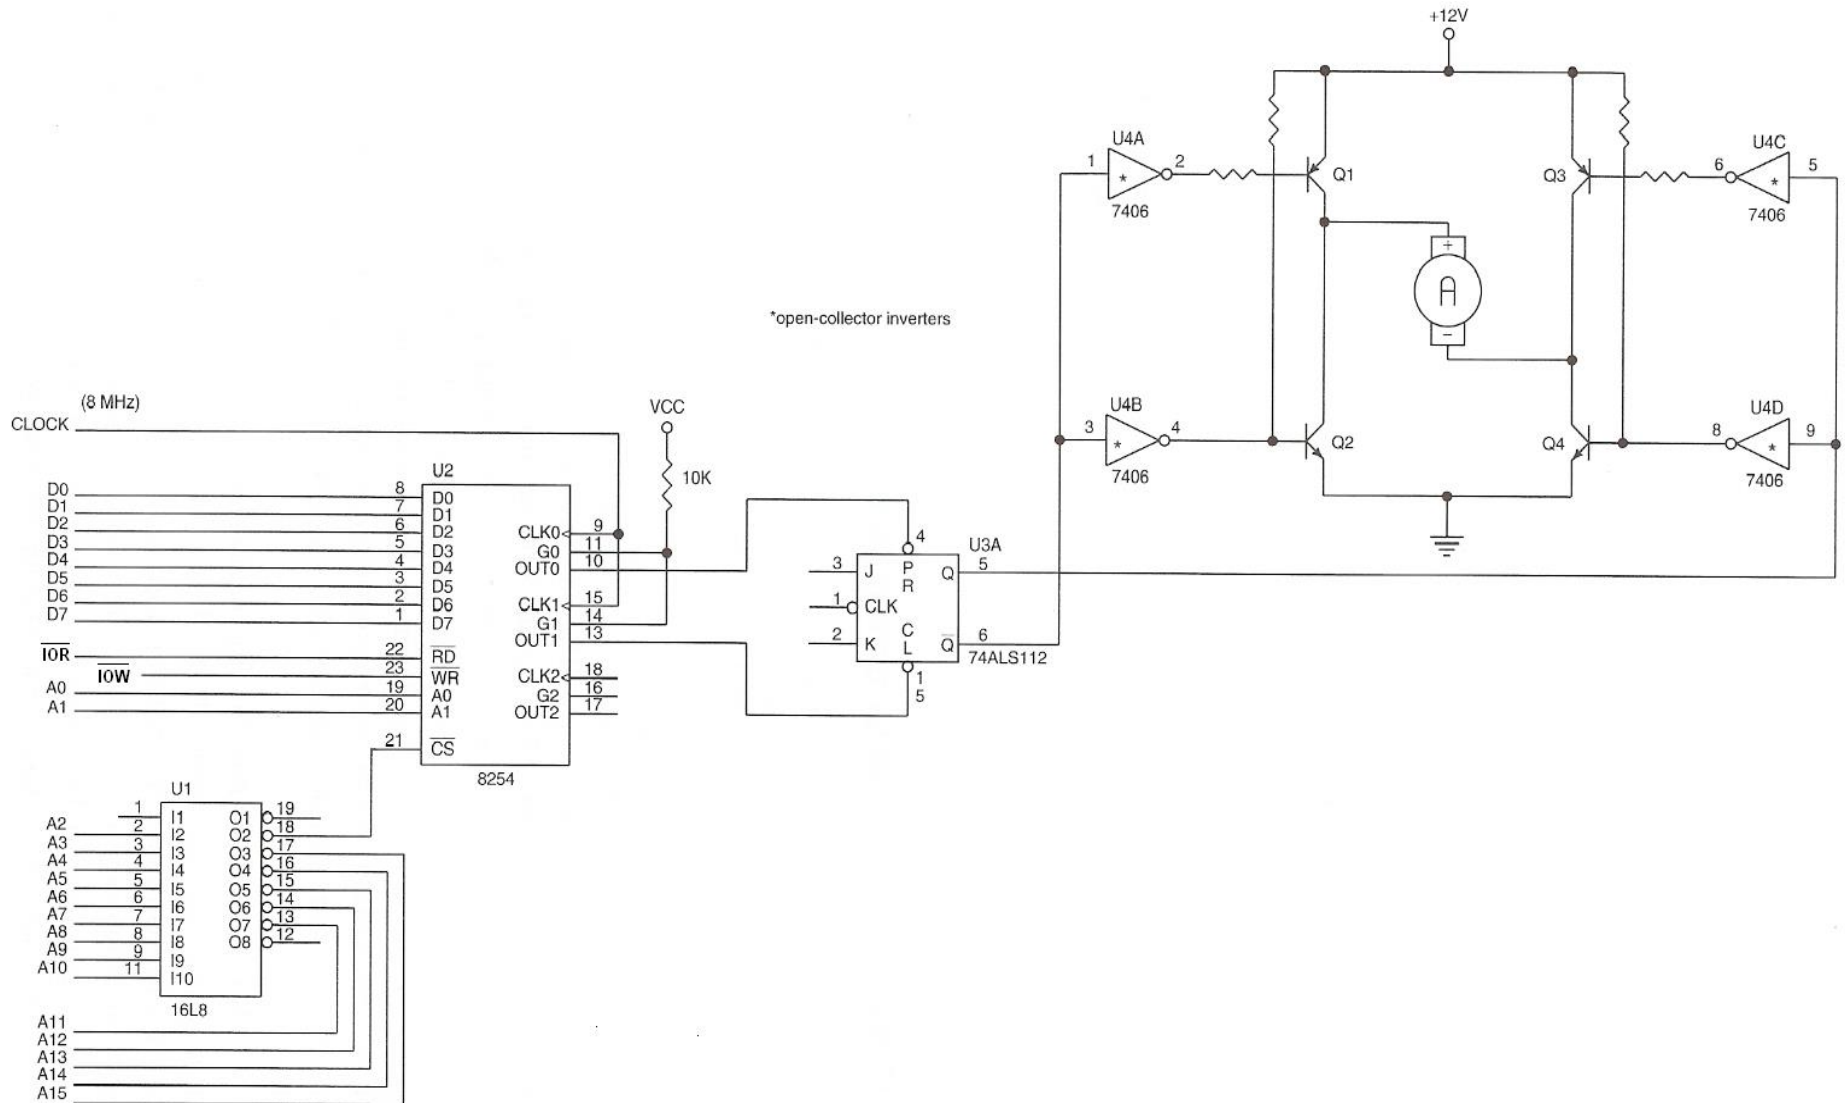 +12V
U4A
1
2
*
7406
Q1
U4C
Q3
6
5
*
7406
+
A
-
*open-collector inverters
U4B
3
4
*
7406
Q2
U4D
Q4
8
9
*
7406
(8 MHz)
CLOCK
VCC
10K
U2
D0 8 D0
D1 7 D1
D2 6 D2
D3 5 D3
D4 4 D4
D5 3 D5
D6 2 D6
D7 1 D7
IOR 22 RD
IOW 23 WR
A0 19 A0
A1 20 A1
21 CS
CLK0 9
G0 11
OUT0 10
CLK1 15
G1 14
OUT1 13
CLK2 18
G2 16
OUT2 17
8254
U3A
4
3 J
PR
Q 5
1 CLK
2 K
CL
Q 6
74ALS112
1
5
U1
1 I1
A2 2 I2
A3 3 I3
A4 4 I4
A5 5 I5
A6 6 I6
A7 7 I7
A8 8 I8
A9 9 I9
A10 11 I10
O1 19
O2 18
O3 17
O4 16
O5 15
O6 14
O7 13
O8 12
16L8
A11
A12
A13
A14
A15